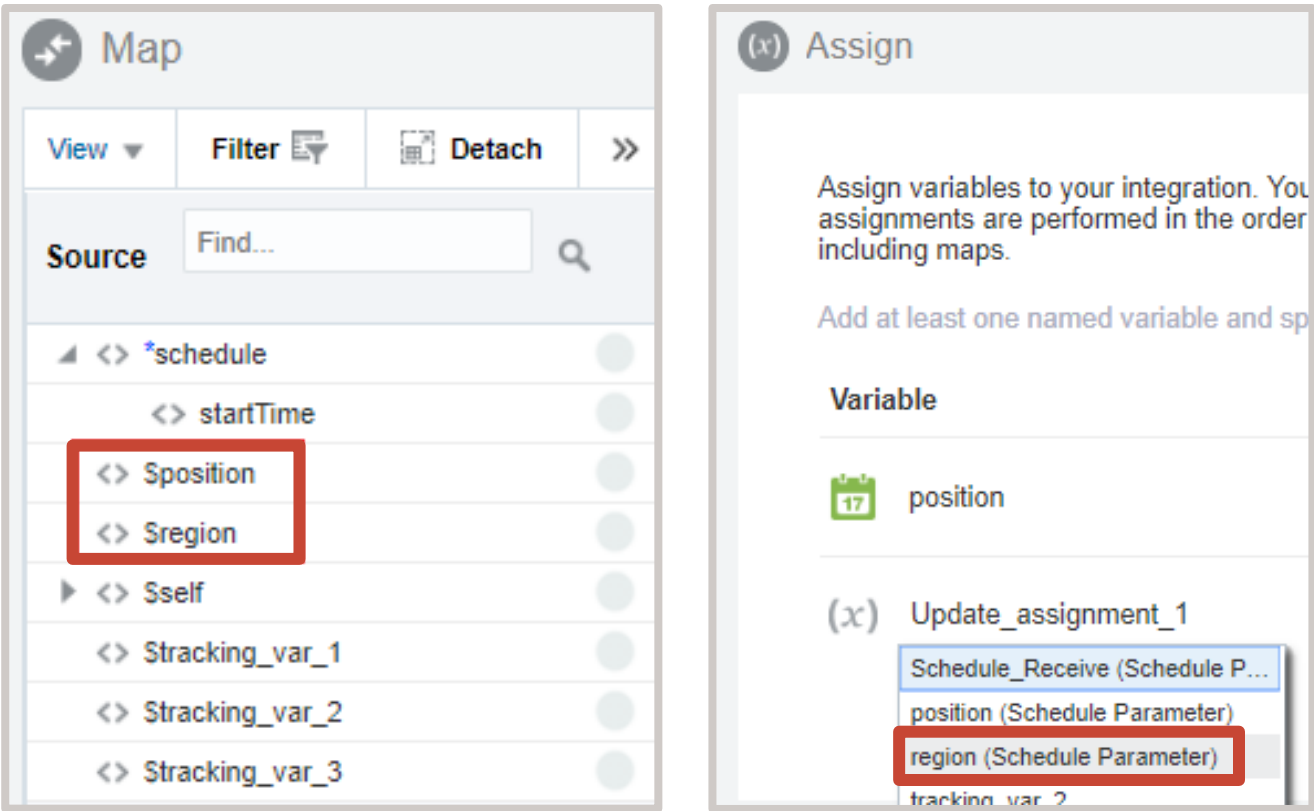 Map
View
Filter
Detach
Source
Find...
*schedule
startTime
$position
$region
$self
$tracking_var_1
$tracking_var_2
$tracking_var_3
(x) Assign
Assign variables to your integration. You
assignments are performed in the order
including maps.
Add at least one named variable and sp
Variable
17 position
(x) Update_assignment_1
Schedule_Receive (Schedule P...
position (Schedule Parameter)
region (Schedule Parameter)
tracking_var_2